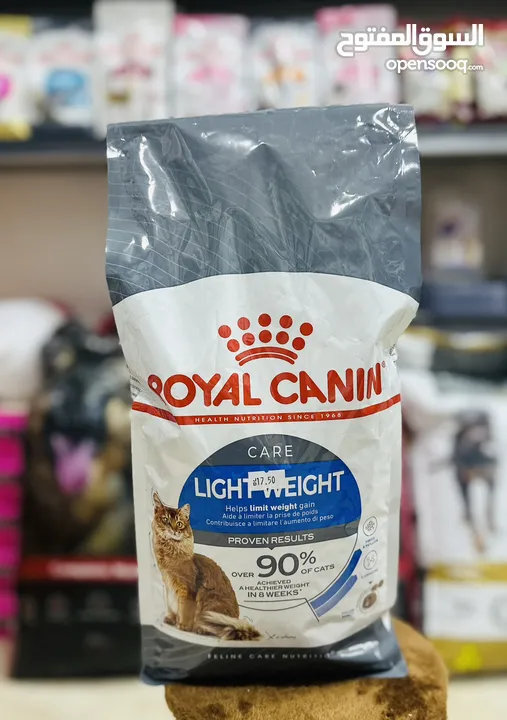 السوق المفتوح
opensooq.com
ROYAL CANIN
HEALTH NUTRITION SINCE 1968
CARE
LIGHT WEIGHT
17.50
Helps limit weight gain
Aide à limiter la prise de poids
Contribuisce a limitare l'aumento di peso
PROVEN RESULTS
OVER 90% OF CATS
ACHIEVED
A HEALTHIER WEIGHT
IN 8 WEEKS*
FELINE CARE NUTRITION